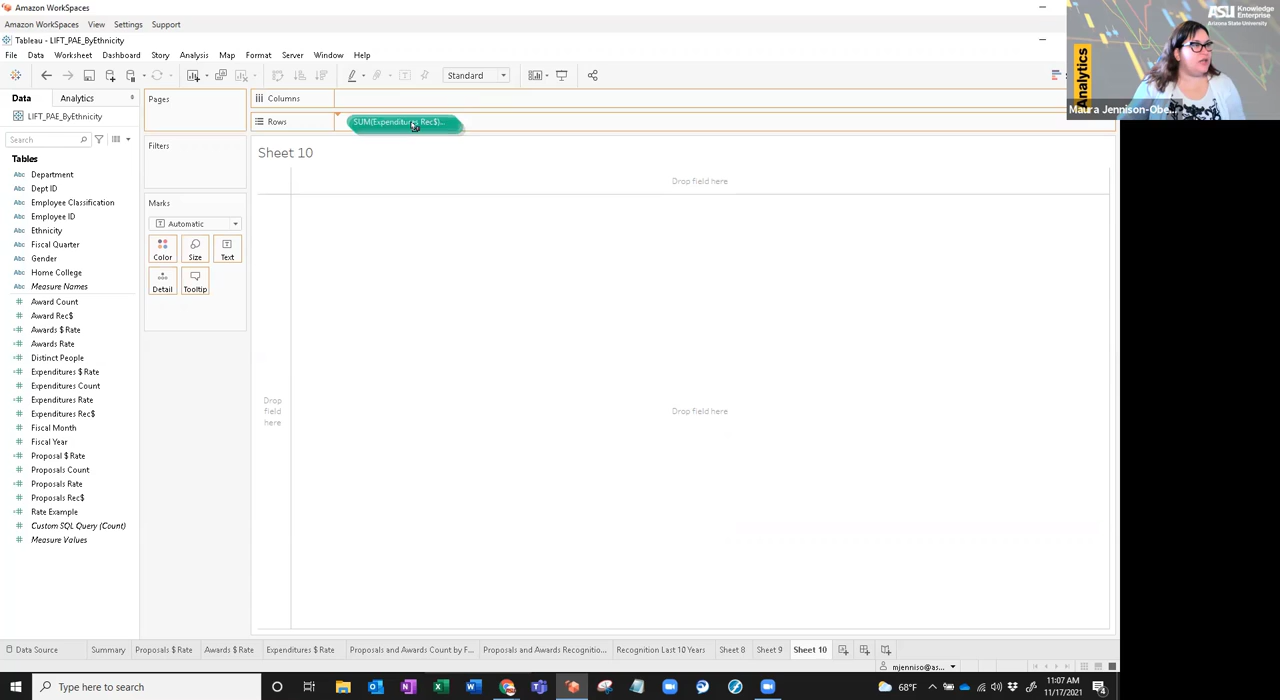 Amazon WorkSpaces
Amazon WorkSpaces View Settings Support
Tableau - LIFT_PAE_ByEthnicity
File Data Worksheet Dashboard Story Analysis Map Format Server Window Help
Standard
Data Analytics
LIFT_PAE_ByEthnicity
Search
Tables
Department
Dept ID
Employee Classification
Employee ID
Ethnicity
Fiscal Quarter
Gender
Home College
Measure Names
Award Count
Award Rec$
Awards $ Rate
Awards Rate
Distinct People
Expenditures $ Rate
Expenditures Count
Expenditures Rate
Expenditures Rec$
Fiscal Month
Fiscal Year
Proposal $ Rate
Proposals Count
Proposals Rate
Proposals Rec$
Rate Example
Custom SQL Query (Count)
Measure Values
Pages
Filters
Marks
Automatic
Color Size Text
Detail Tooltip
Columns
Rows SUM(Expenditures Rec$)...
Sheet 10
Drop field here
Drop
field
here
Drop field here
ASU Knowledge
Enterprise
Arizona State University
Analytics
Maura Jennison-Obe...
Data Source Summary Proposals $ Rate Awards $ Rate Expenditures $ Rate Proposals and Awards Count by F... Proposals and Awards Recognitio... Recognition Last 10 Years Sheet 8 Sheet 9 Sheet 10
mjenniso@as...
Type here to search
68°F
11:07 AM
11/17/2021
4